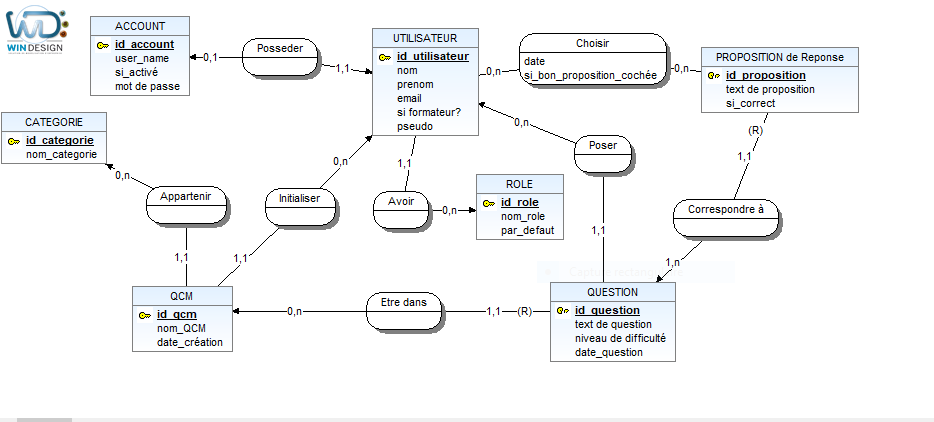 WINDESIGN
ACCOUNT
id_account
user_name
si_activé
mot de passe
0,1
Posseder
1,1
UTILISATEUR
id_utilisateur
nom
prenom
email
si formateur?
pseudo
0,n
Choisir
date
si_bon_proposition_cochée
0,n
PROPOSITION de Reponse
id_proposition
text de proposition
si_correct
CATEGORIE
id_categorie
nom_categorie
0,n
Appartenir
1,1
0,n
Initialiser
1,1
1,1
Avoir
0,n
ROLE
id_role
nom_role
par_defaut
0,n
Poser
1,1
(R)
1,1
Correspondre à
1,n
Capture rectangulaire
QCM
id_qcm
nom_QCM
date_création
0,n
Etre dans
1,1
(R)
QUESTION
id_question
text de question
niveau de difficulté
date_question